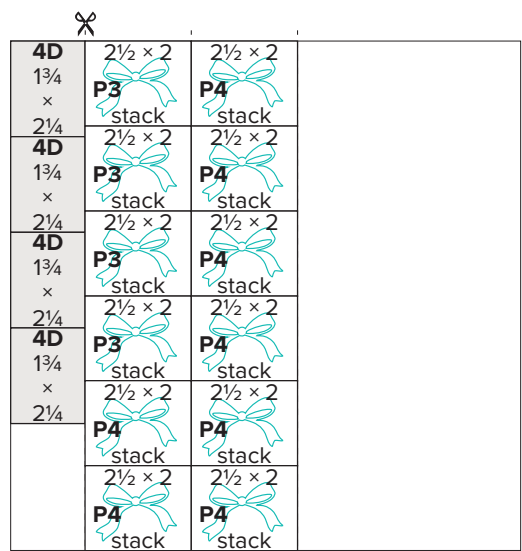 4D
1¾
×
2¼
4D
1¾
×
2¼
4D
1¾
×
2¼
4D
1¾
×
2¼
2½ × 2
P3
stack
2½ × 2
P3
stack
2½ × 2
P3
stack
2½ × 2
P3
stack
2½ × 2
P4
stack
2½ × 2
P4
stack
2½ × 2
P4
stack
2½ × 2
P4
stack
2½ × 2
P4
stack
2½ × 2
P4
stack
2½ × 2
P4
stack
2½ × 2
P4
stack